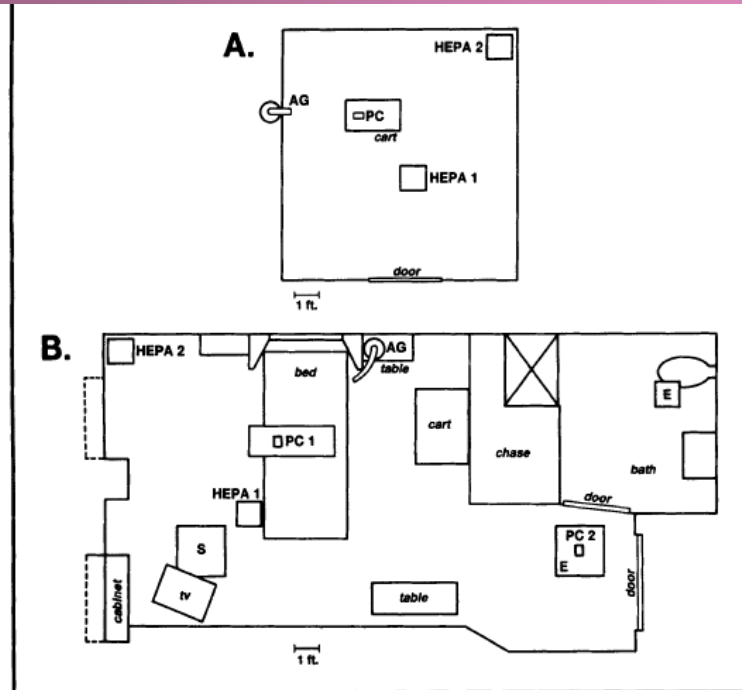 A.
HEPA 2
AG
PC
cart
HEPA 1
door
1 ft.
B.
HEPA 2
AG
table
bed
E
cart
PC 1
chase
bath
HEPA 1
door
S
PC 2
E
tv
cabinet
table
door
1 ft.